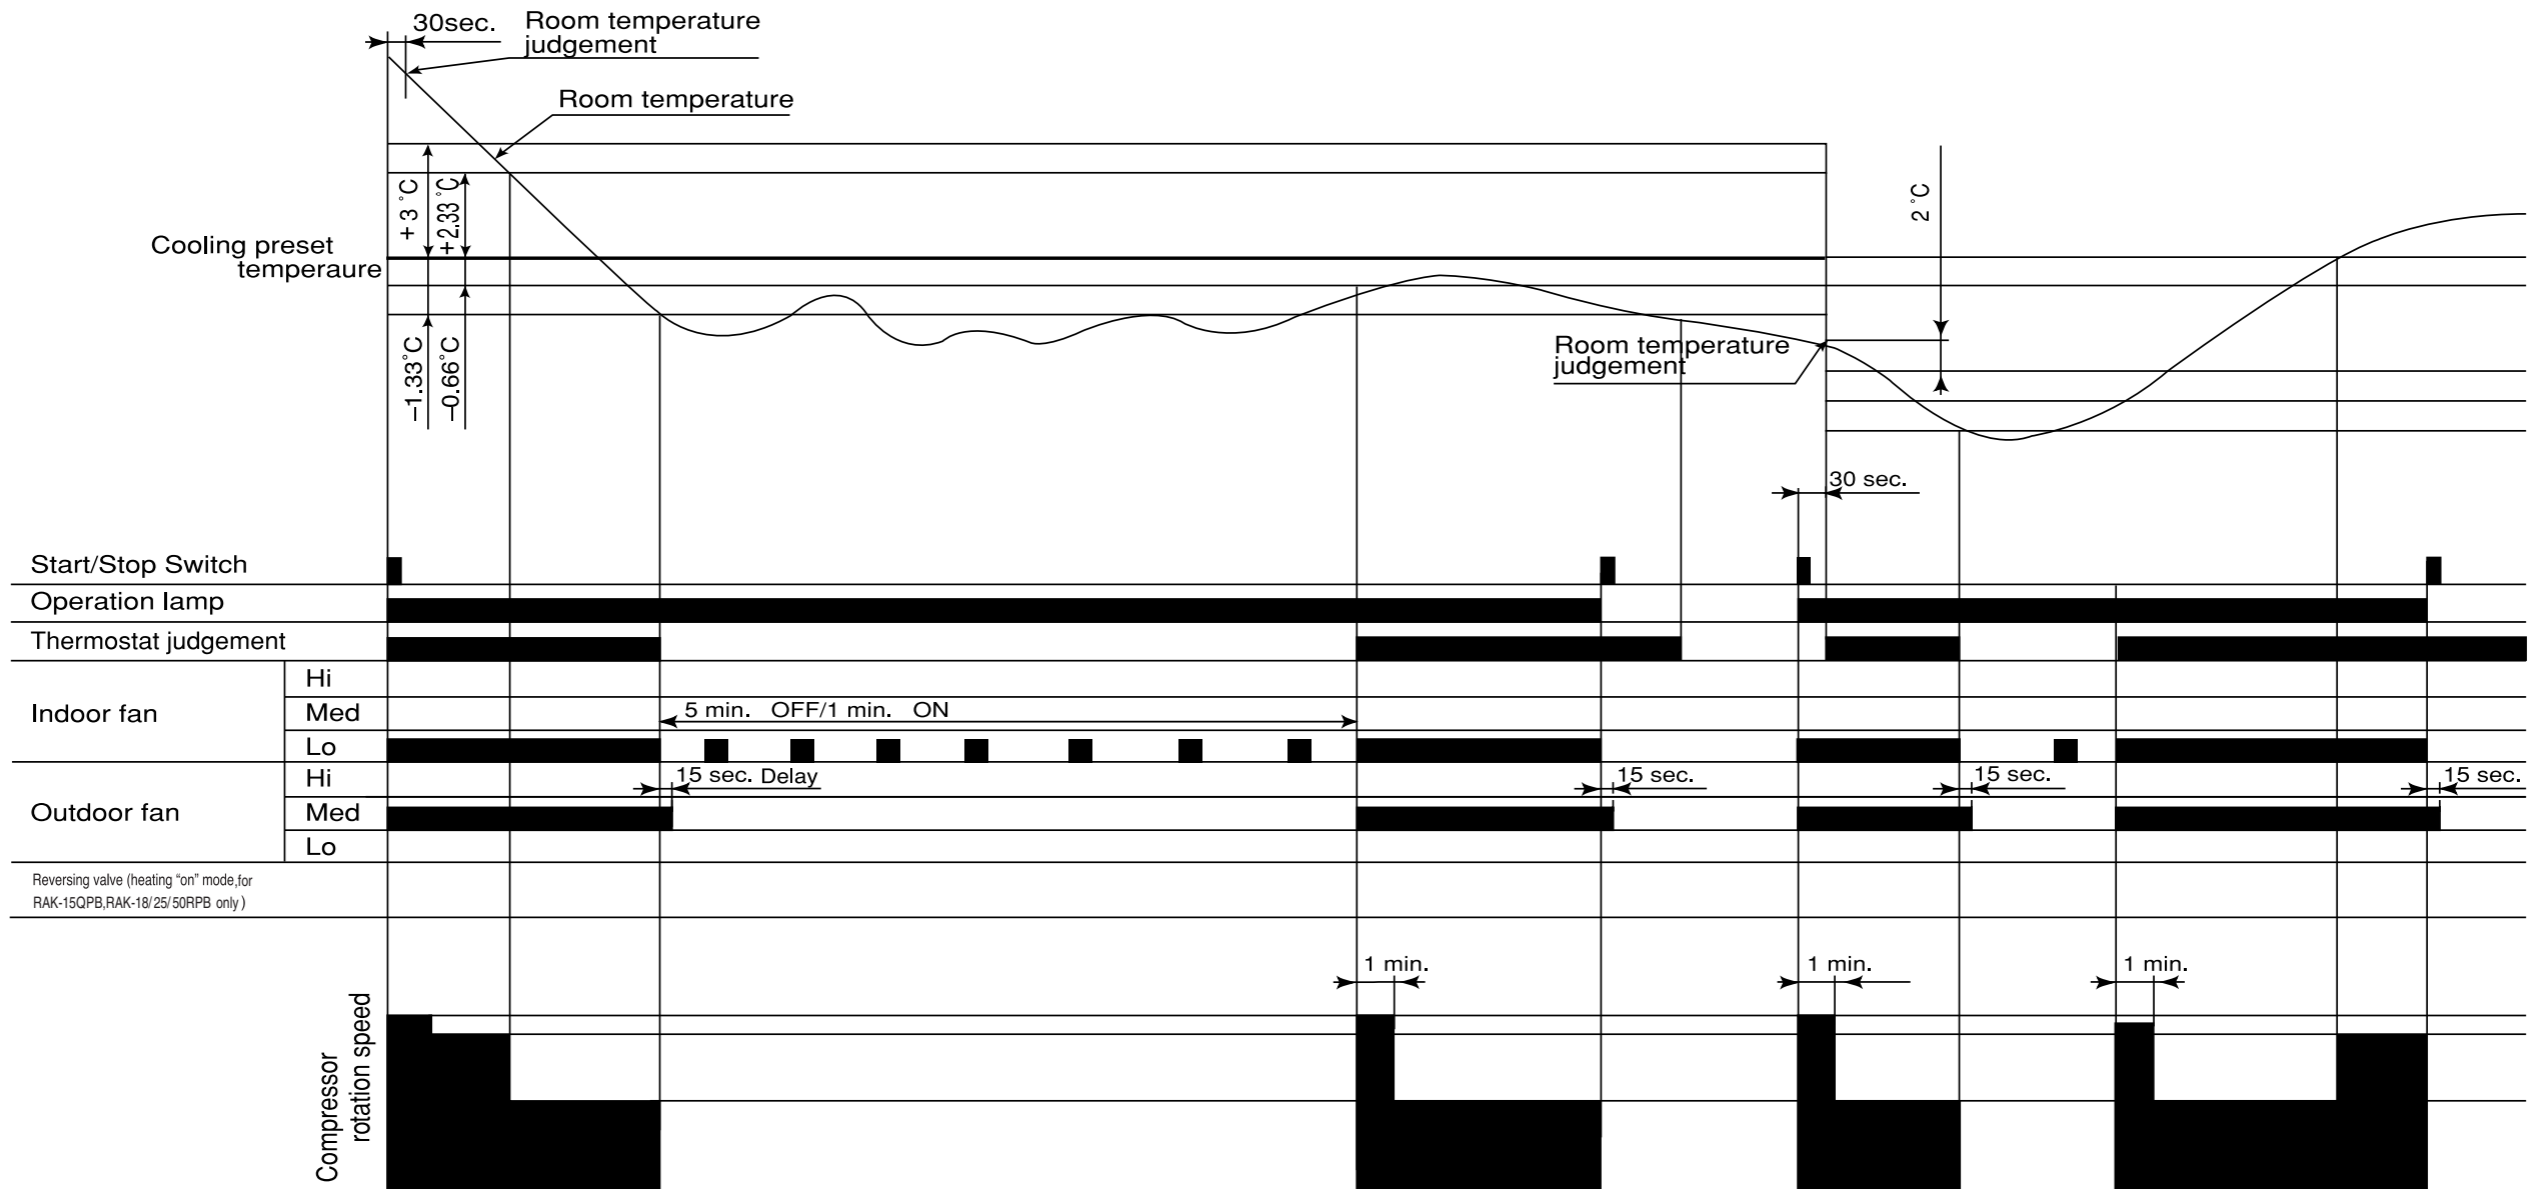 30sec.
Room temperature
judgement
Room temperature
+ 3 °C
+2.33 °C
2 °C
Cooling preset
temperaure
−1.33°C
−0.66°C
Room temperature
judgement
30 sec.
Start/Stop Switch
Operation lamp
Thermostat judgement
Indoor fan
Hi
Med
5 min. OFF/1 min. ON
Lo
Outdoor fan
Hi
15 sec. Delay
15 sec.
15 sec.
15 sec.
Med
Lo
Reversing valve (heating “on” mode,for
RAK-15QPB,RAK-18/25/50RPB only )
1 min.
1 min.
1 min.
Compressor
rotation speed